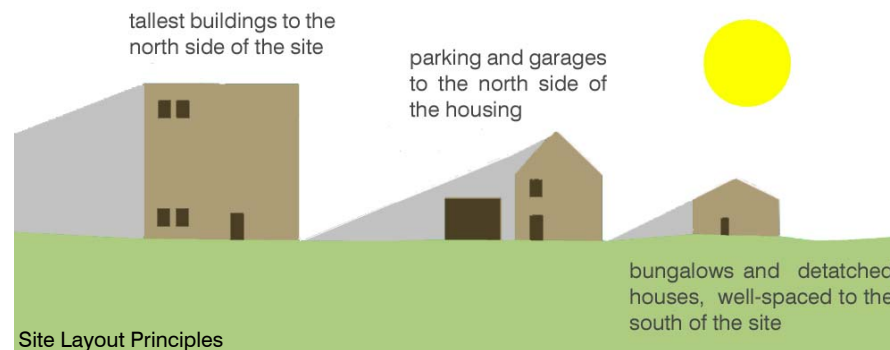 tallest buildings to the
north side of the site
parking and garages
to the north side of
the housing
bungalows and detatched
houses, well-spaced to the
south of the site
Site Layout Principles